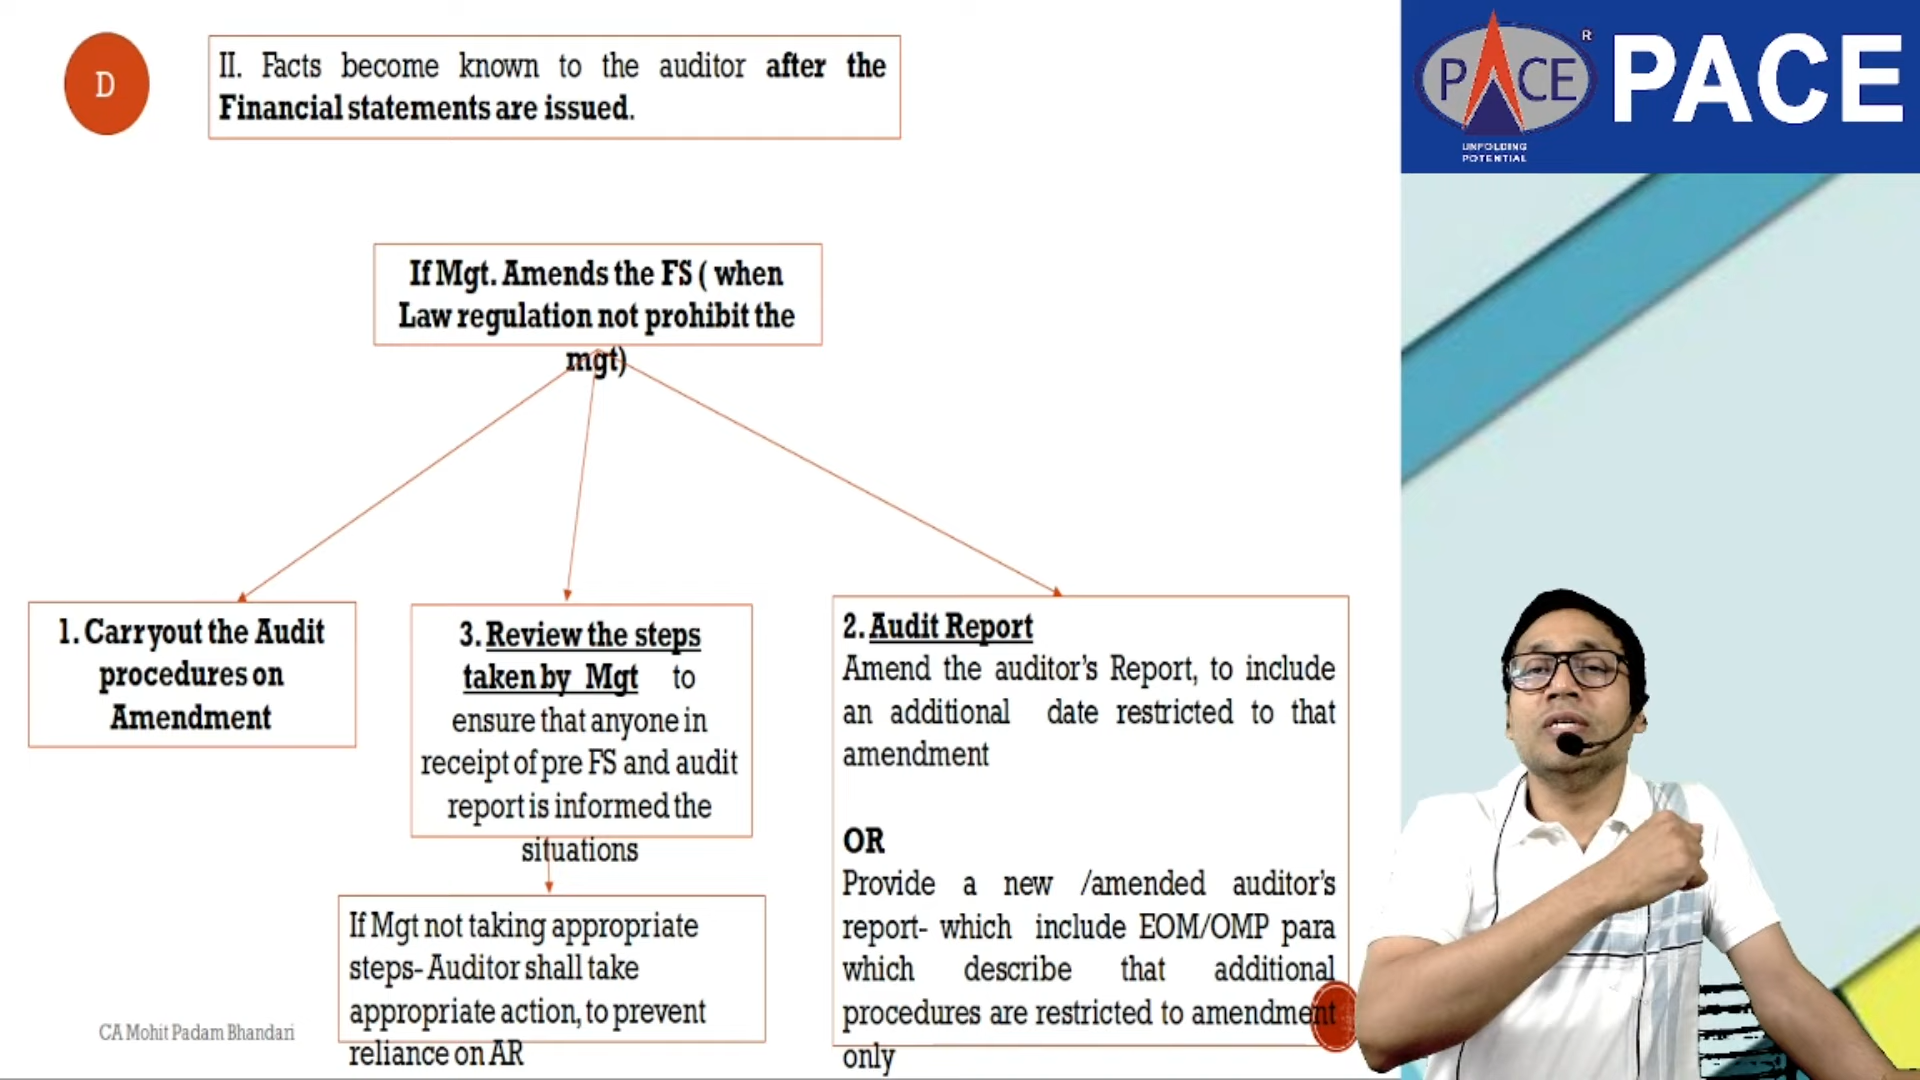 D
II. Facts become known to the auditor after the
Financial statements are issued.
If Mgt. Amends the FS ( when
Law regulation not prohibit the
mgt)
1. Carryout the Audit
procedures on
Amendment
3. Review the steps
taken by Mgt to
ensure that anyone in
receipt of pre FS and audit
report is informed the
situations
If Mgt not taking appropriate
steps- Auditor shall take
appropriate action, to prevent
reliance on AR
2. Audit Report
Amend the auditor's Report, to include
an additional date restricted to that
amendment
OR
Provide a new /amended auditor's
report- which include EOM/OMP para
which describe that additional
procedures are restricted to amendment
only
CA Mohit Padam Bhandari
PACE
R
UNFOLDING
POTENTIAL
PACE